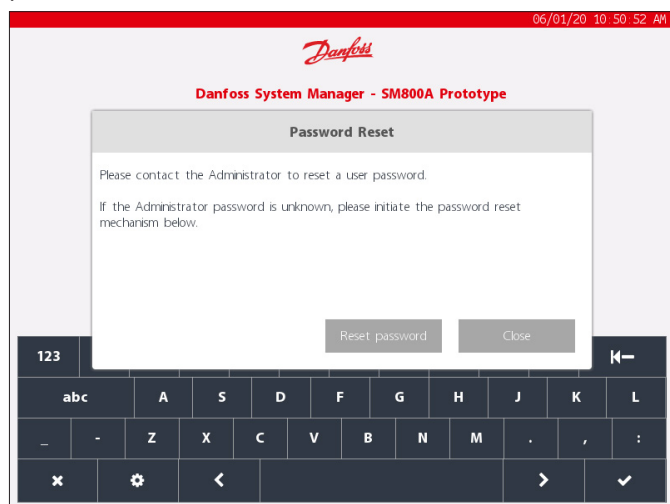 06/01/20 10:50:52 AM
Danfoss
Danfoss System Manager - SM800A Prototype
Password Reset
Please contact the Administrator to reset a user password.
If the Administrator password is unknown, please initiate the password reset
mechanism below.
Reset password Close
123
abc A S D F G H J K L
_ - Z X C V B N M . , :